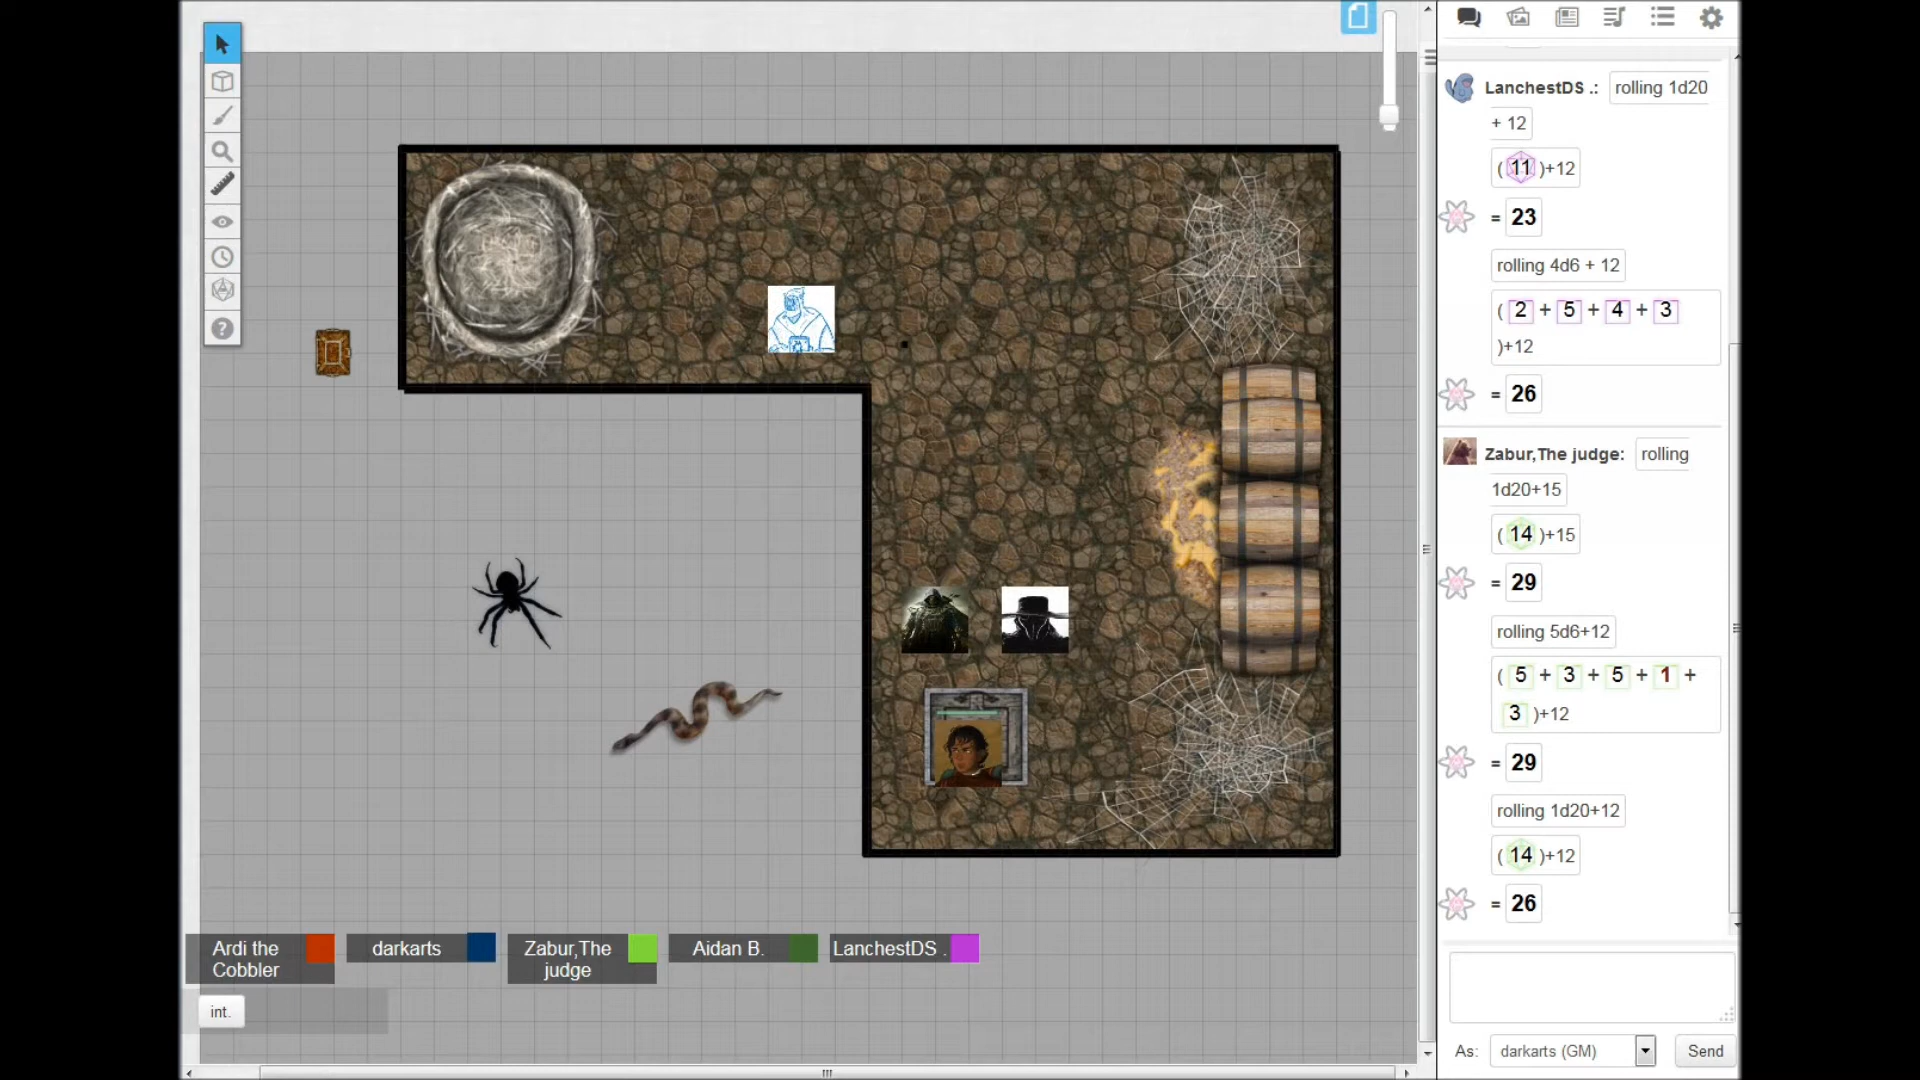 LanchestDS .: rolling 1d20
+ 12
( 11 )+12
= 23
rolling 4d6 + 12
( 2 + 5 + 4 + 3
)+12
= 26
Zabur,The judge: rolling
1d20+15
( 14 )+15
= 29
rolling 5d6+12
( 5 + 3 + 5 + 1 +
3 )+12
= 29
rolling 1d20+12
( 14 )+12
= 26
Ardi the
Cobbler
darkarts
Zabur,The
judge
Aidan B.
LanchestDS .
int.
As: darkarts (GM) Send